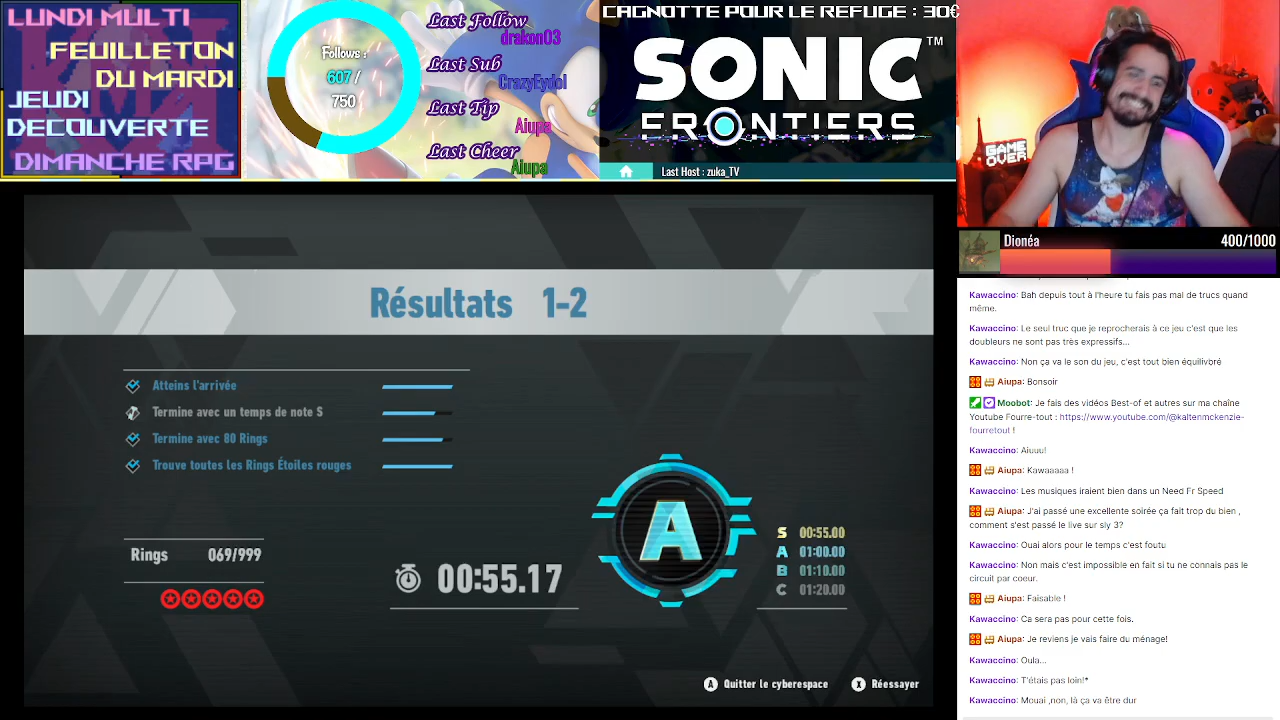 LUNDI MULTI
FEUILLETON
DU MARDI
JEUDI
DECOUVERTE
DIMANCHE RPG
Follows :
607 /
750
Last Follow
drakon03
Last Sub
CrazyEydol
Last Tip
Aiupa
Last Cheer
Aiupa
CAGNOTTE POUR LE REFUGE : 30€
SONIC™
FRONTIERS
Last Host : zuka_TV
GAME
OVER
Dionéa 400/1000
Résultats 1-2
Atteins l'arrivée
Termine avec un temps de note S
Termine avec 80 Rings
Trouve toutes les Rings Étoiles rouges
Rings 069/999
00:55.17
A
S 00:55.00
A 01:00.00
B 01:10.00
C 01:20.00
A Quitter le cyberespace X Réessayer
Kawaccino: Bah depuis tout à l'heure tu fais pas mal de trucs quand
même.
Kawaccino: Le seul truc que je reprocherais à ce jeu c'est que les
doubleurs ne sont pas très expressifs...
Kawaccino: Non ça va le son du jeu, c'est tout bien équillvbré
Aiupa: Bonsoir
Moobot: Je fais des vidéos Best-of et autres sur ma chaîne
Youtube Fourre-tout : https://www.youtube.com/@kaltenmckenzie-
fourretout !
Kawaccino: Aiuuu!
Aiupa: Kawaaaaa !
Kawaccino: Les musiques iraient bien dans un Need Fr Speed
Aiupa: J'ai passé une excellente soirée ça fait trop du bien ,
comment s'est passé le live sur sly 3?
Kawaccino: Ouai alors pour le temps c'est foutu
Kawaccino: Non mais c'est impossible en fait si tu ne connais pas le
circuit par coeur.
Aiupa: Faisable !
Kawaccino: Ca sera pas pour cette fois.
Aiupa: Je reviens je vais faire du ménage!
Kawaccino: Oula...
Kawaccino: T'étais pas loin!*
Kawaccino: Mouai ,non, là ça va être dur